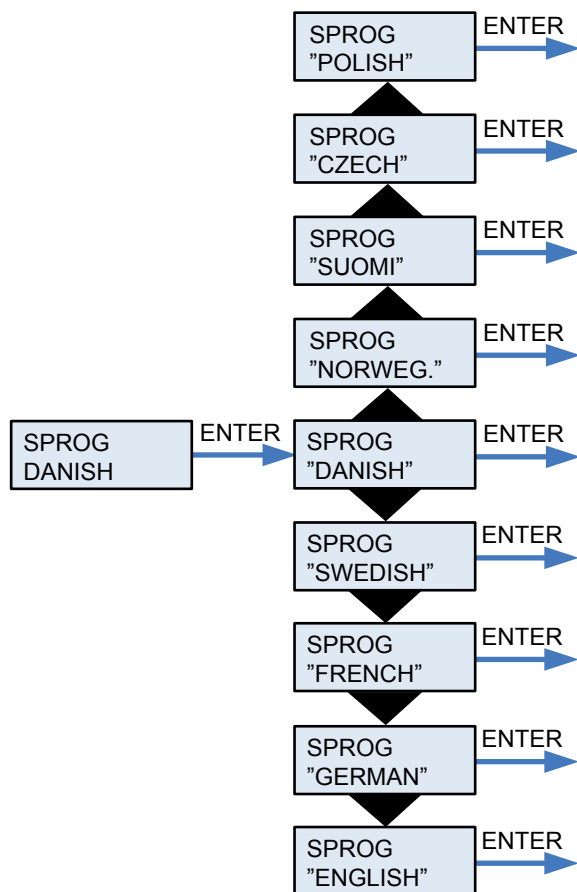 SPROG
"POLISH"
ENTER
SPROG
"CZECH"
ENTER
SPROG
"SUOMI"
ENTER
SPROG
"NORWEG."
ENTER
SPROG
DANISH
ENTER
SPROG
"DANISH"
ENTER
SPROG
"SWEDISH"
ENTER
SPROG
"FRENCH"
ENTER
SPROG
"GERMAN"
ENTER
SPROG
"ENGLISH"
ENTER